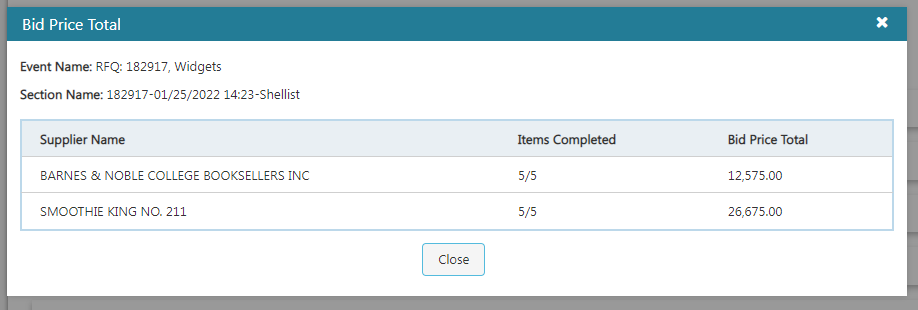 Bid Price Total
Event Name: RFQ: 182917, Widgets
Section Name: 182917-01/25/2022 14:23-Shellist
Supplier Name Items Completed Bid Price Total
BARNES & NOBLE COLLEGE BOOKSELLERS INC 5/5 12,575.00
SMOOTHIE KING NO. 211 5/5 26,675.00
Close